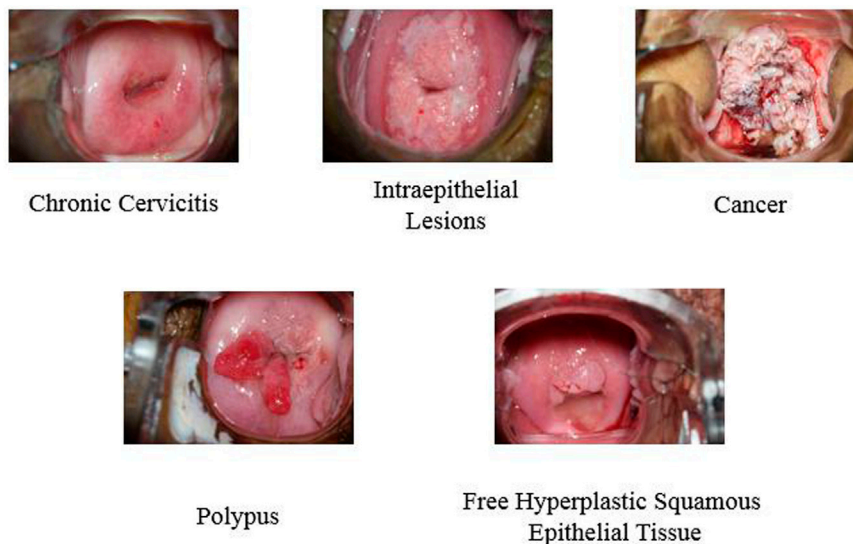 Chronic Cervicitis
Intraepithelial
Lesions
Cancer
Polypus
Free Hyperplastic Squamous
Epithelial Tissue